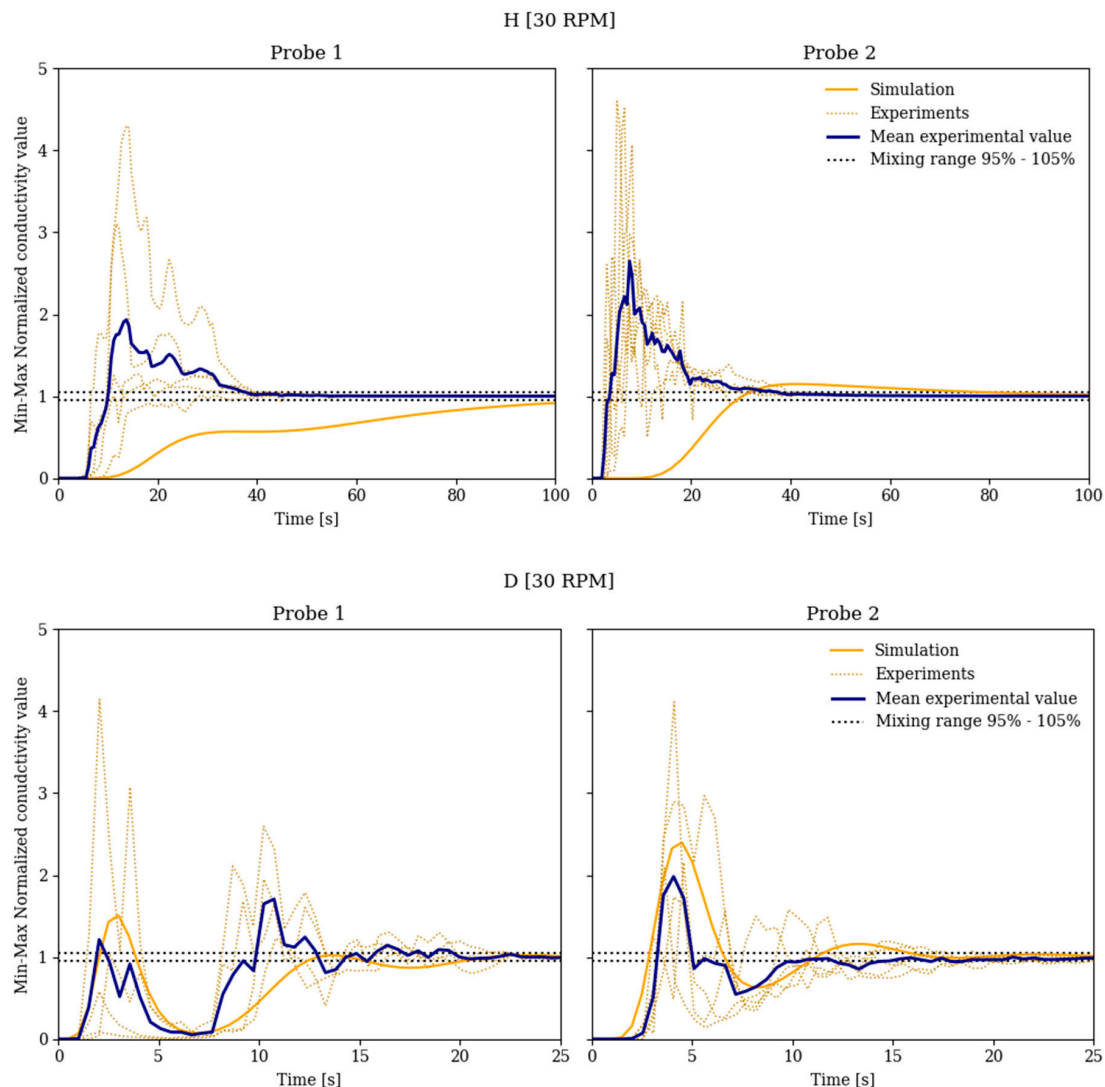 H [30 RPM]
Probe 1
Probe 2
Min-Max Normalized conductivity value
5
4
3
2
1
0
0 20 40 60 80 100
Time [s]
Simulation
Experiments
Mean experimental value
Mixing range 95% - 105%
0 20 40 60 80 100
Time [s]
D [30 RPM]
Probe 1
Probe 2
Min-Max Normalized conudctivity value
5
4
3
2
1
0
0 5 10 15 20 25
Time [s]
Simulation
Experiments
Mean experimental value
Mixing range 95% - 105%
0 5 10 15 20 25
Time [s]